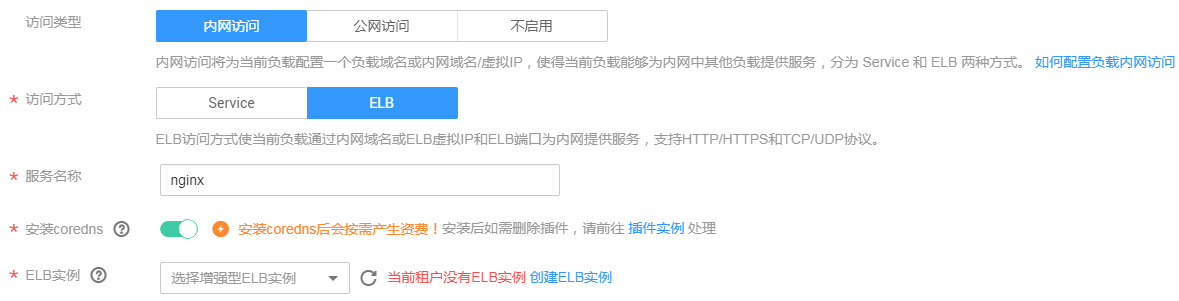 访问类型 内网访问 公网访问 不启用
内网访问将为当前负载配置一个负载域名或内网域名/虚拟IP，使得当前负载能够为内网中其他负载提供服务，分为 Service 和 ELB 两种方式。 如何配置负载内网访问
* 访问方式 Service ELB
ELB访问方式使当前负载通过内网域名或ELB虚拟IP和ELB端口为内网提供服务，支持HTTP/HTTPS和TCP/UDP协议。
* 服务名称 nginx
* 安装coredns ? 安装coredns后会按需产生资费！安装后如需删除插件，请前往 插件实例 处理
* ELB实例 ? 选择增强型ELB实例 当前租户没有ELB实例 创建ELB实例